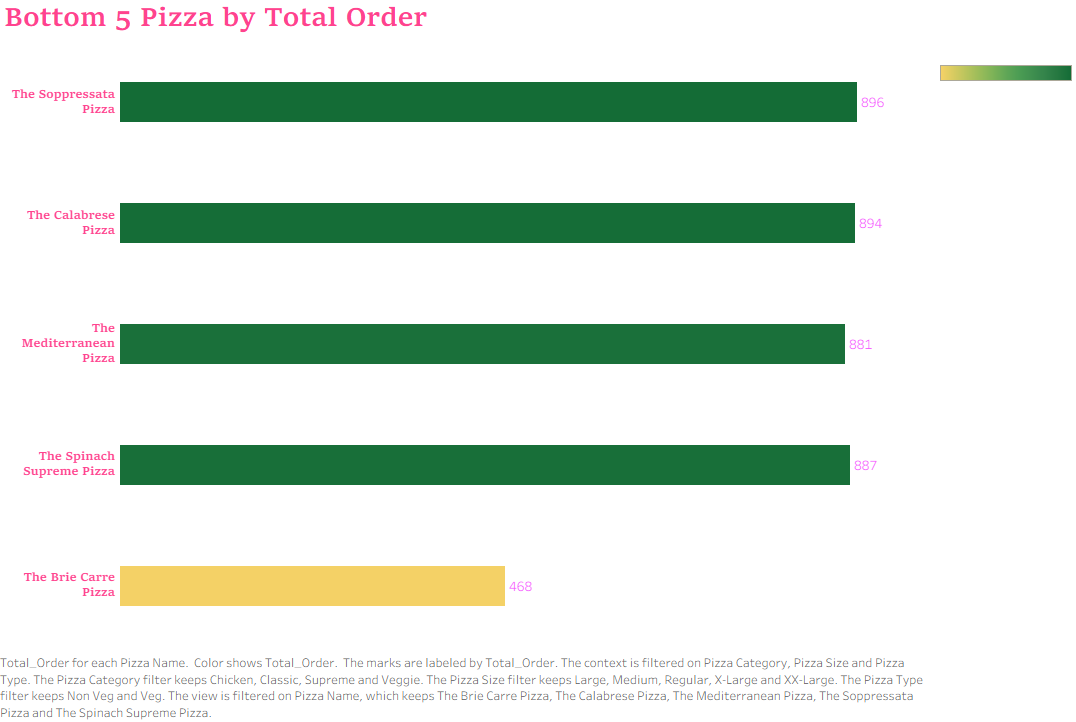 Bottom 5 Pizza by Total Order
The Soppressata
Pizza
896
The Calabrese
Pizza
894
The
Mediterranean
Pizza
881
The Spinach
Supreme Pizza
887
The Brie Carre
Pizza
468
Total_Order for each Pizza Name.  Color shows Total_Order.  The marks are labeled by Total_Order. The context is filtered on Pizza Category, Pizza Size and Pizza
Type. The Pizza Category filter keeps Chicken, Classic, Supreme and Veggie. The Pizza Size filter keeps Large, Medium, Regular, X-Large and XX-Large. The Pizza Type
filter keeps Non Veg and Veg. The view is filtered on Pizza Name, which keeps The Brie Carre Pizza, The Calabrese Pizza, The Mediterranean Pizza, The Soppressata
Pizza and The Spinach Supreme Pizza.